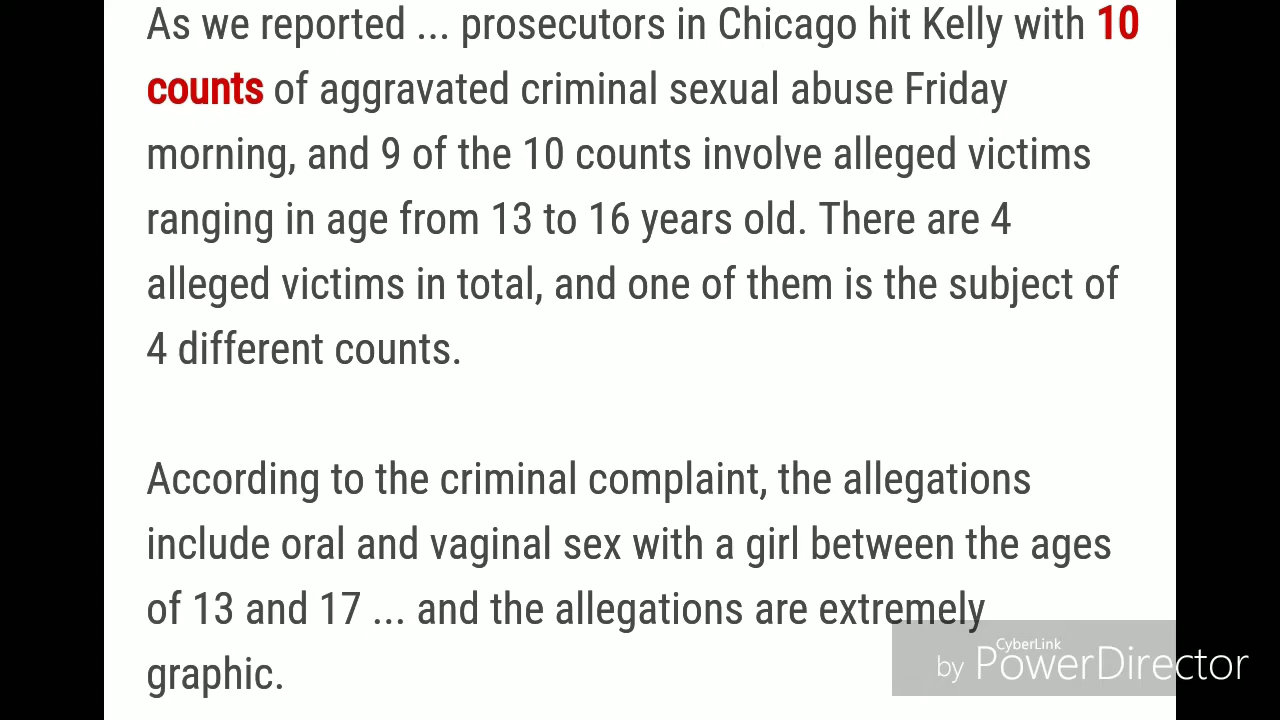 As we reported ... prosecutors in Chicago hit Kelly with 10
counts of aggravated criminal sexual abuse Friday
morning, and 9 of the 10 counts involve alleged victims
ranging in age from 13 to 16 years old. There are 4
alleged victims in total, and one of them is the subject of
4 different counts.
According to the criminal complaint, the allegations
include oral and vaginal sex with a girl between the ages
of 13 and 17 ... and the allegations are extremely
graphic.
CyberLink
by PowerDirector